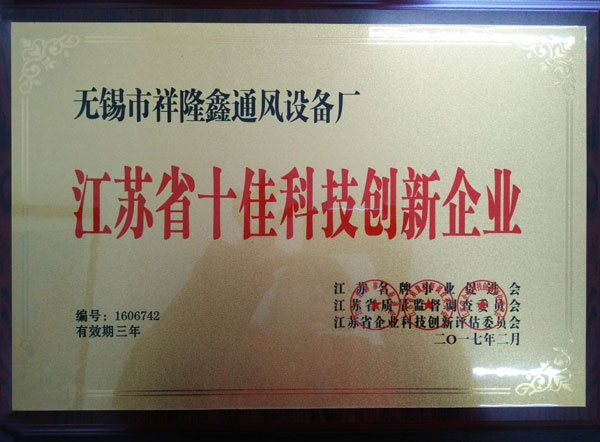 无锡市祥隆鑫通风设备厂
江苏省十佳科技创新企业
江苏名牌事业促进会
江苏省质量监督调查委员会
江苏省企业科技创新评估委员会
二〇一七年二月
编号：1606742
有效期三年